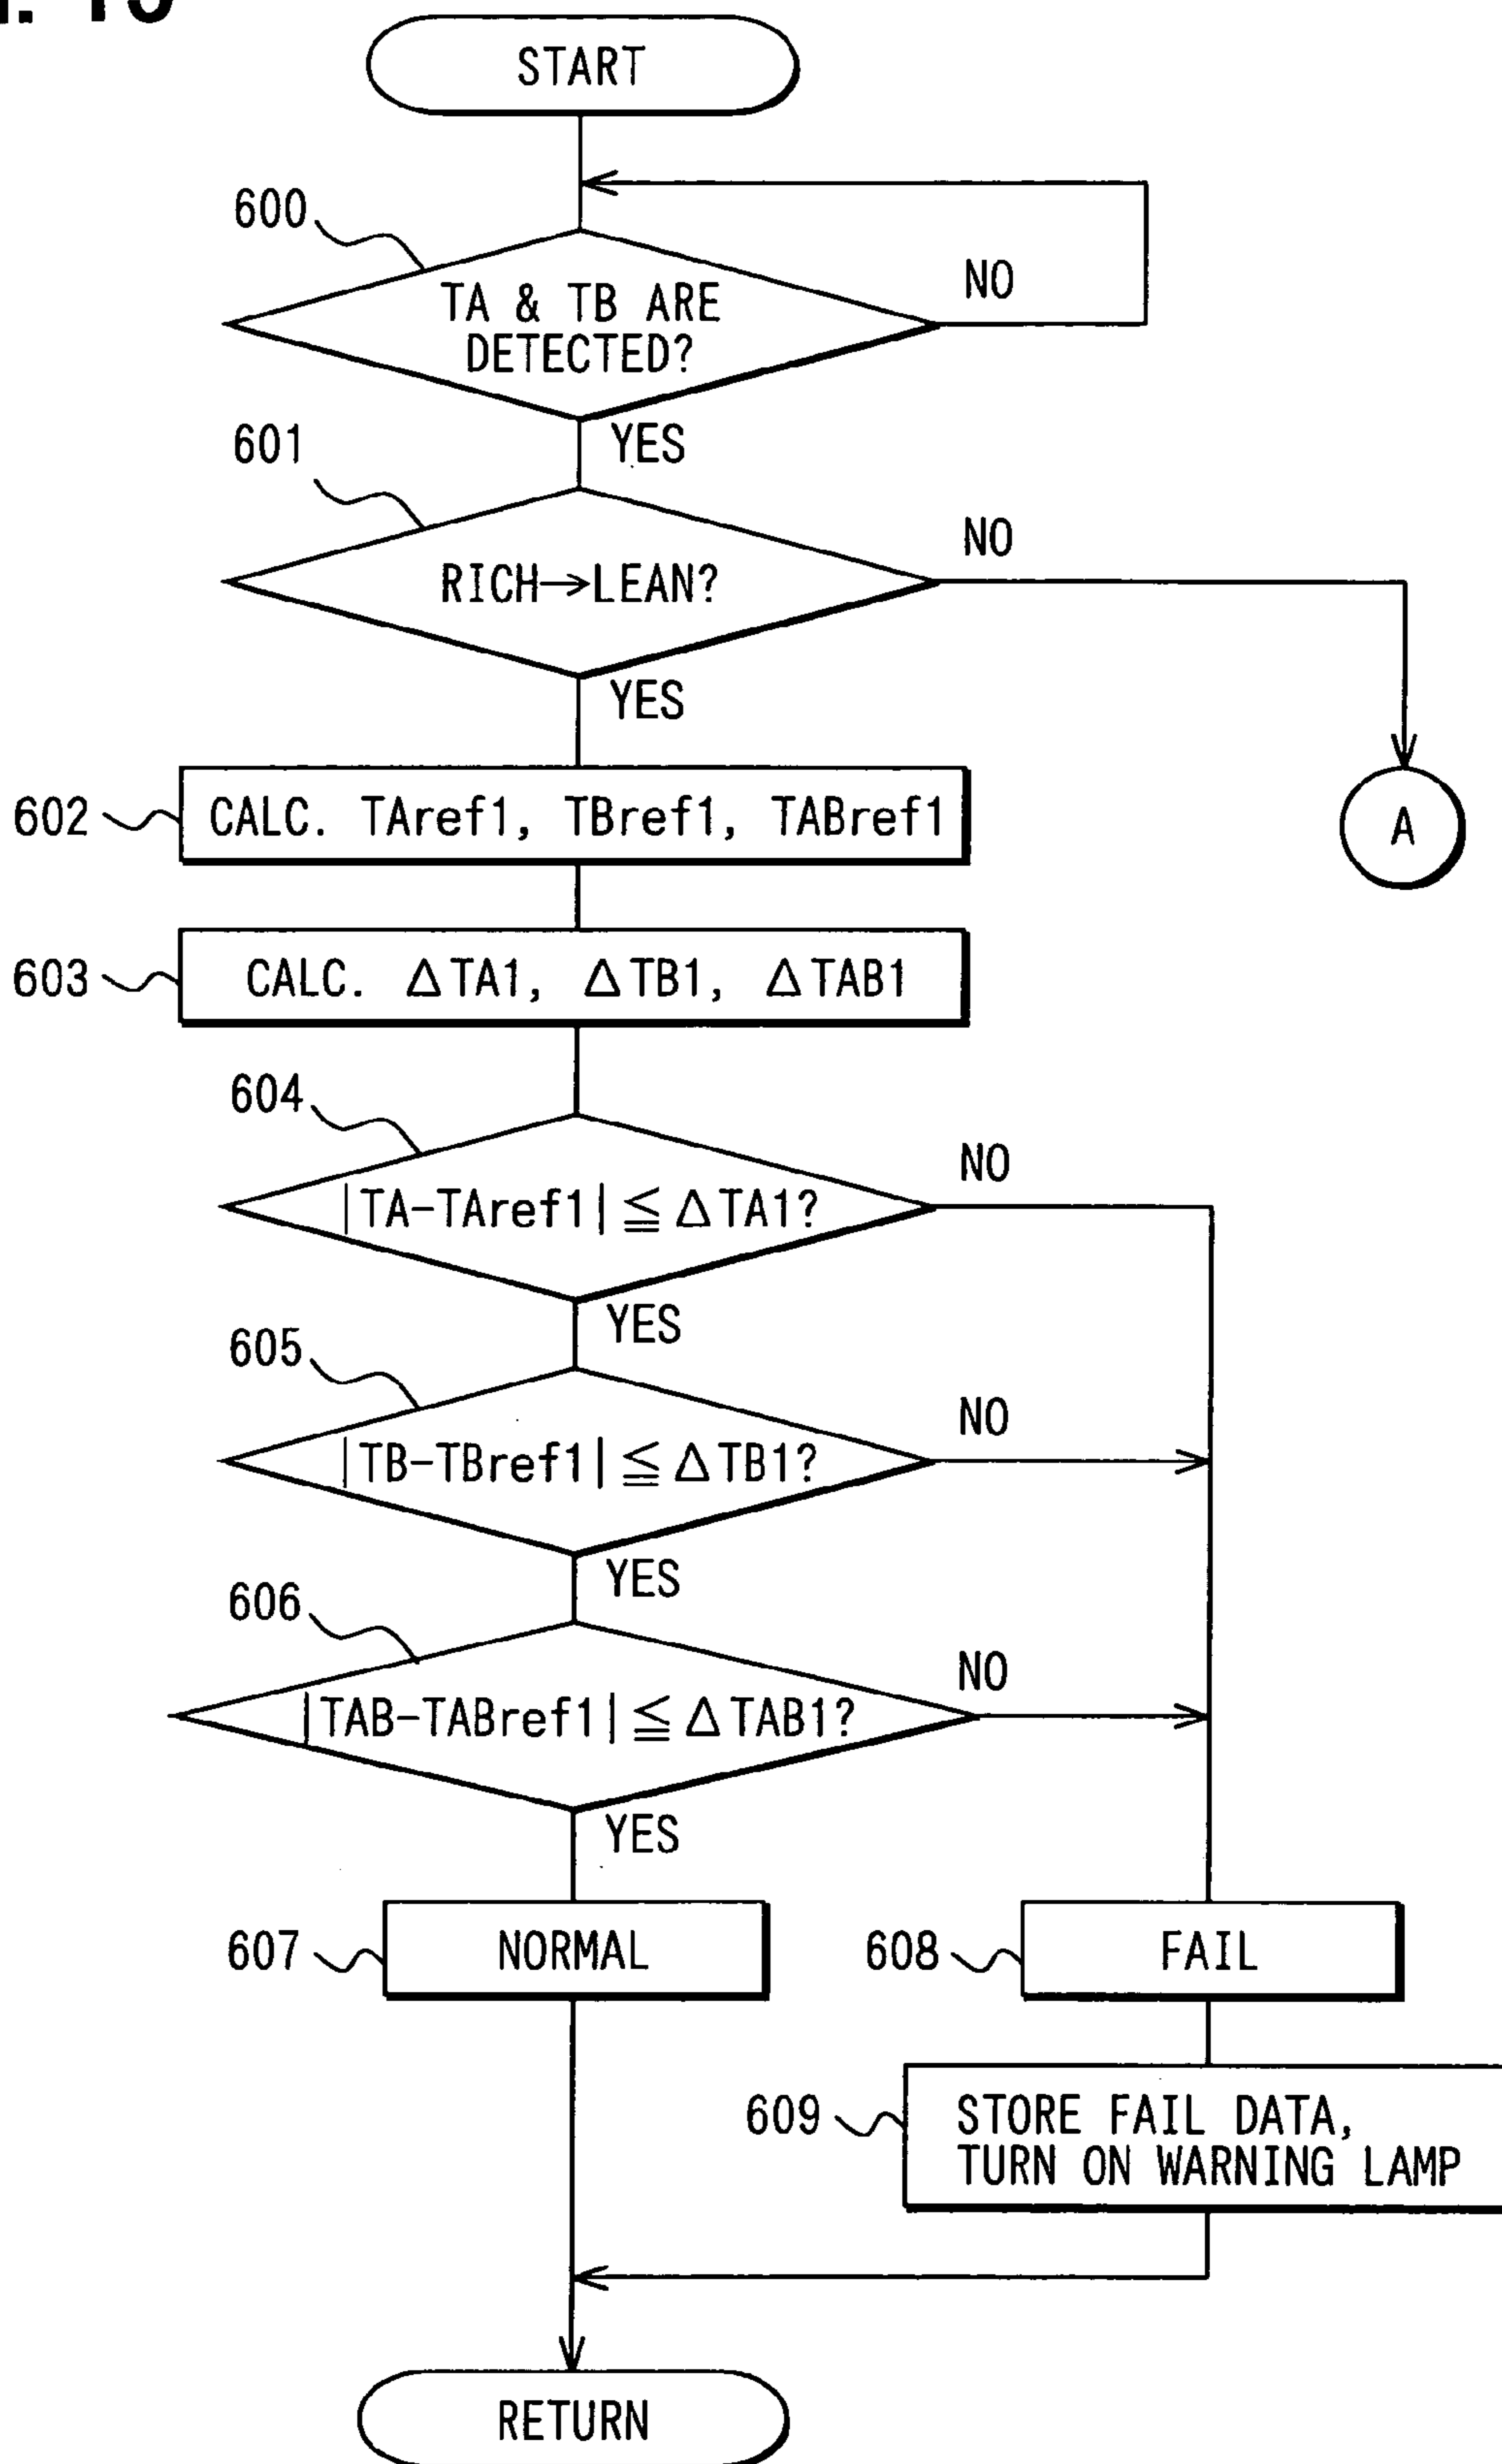 START
600
TA & TB ARE
DETECTED?
NO
YES
601
RICH→LEAN?
NO
YES
A
602
CALC. TAref1, TBref1, TABref1
603
CALC. ΔTA1, ΔTB1, ΔTAB1
604
|TA-TAref1| ≦ ΔTA1?
NO
YES
605
|TB-TBref1| ≦ ΔTB1?
NO
YES
606
|TAB-TABref1| ≦ ΔTAB1?
NO
YES
607
NORMAL
608
FAIL
609
STORE FAIL DATA,
TURN ON WARNING LAMP
RETURN